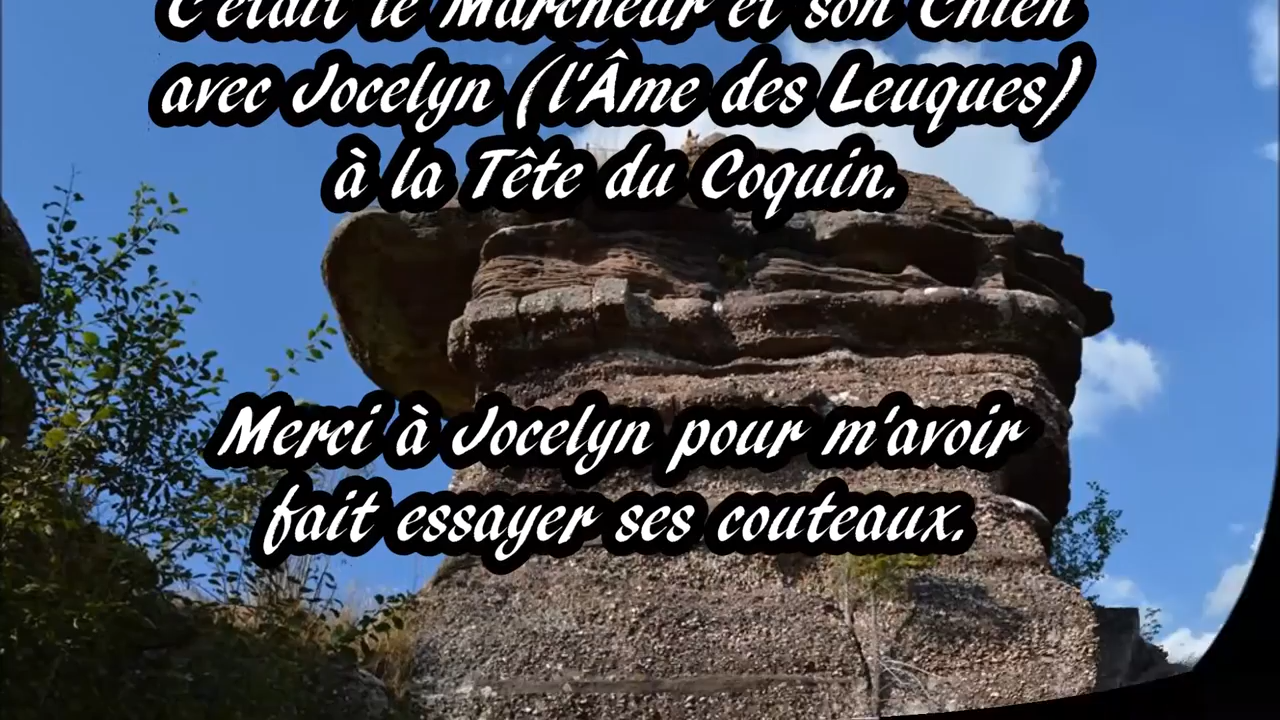 C'était le Marcheur et son Chien
avec Jocelyn (l'Âme des Leuques)
à la Tête du Coquin.
Merci à Jocelyn pour m'avoir
fait essayer ses couteaux.